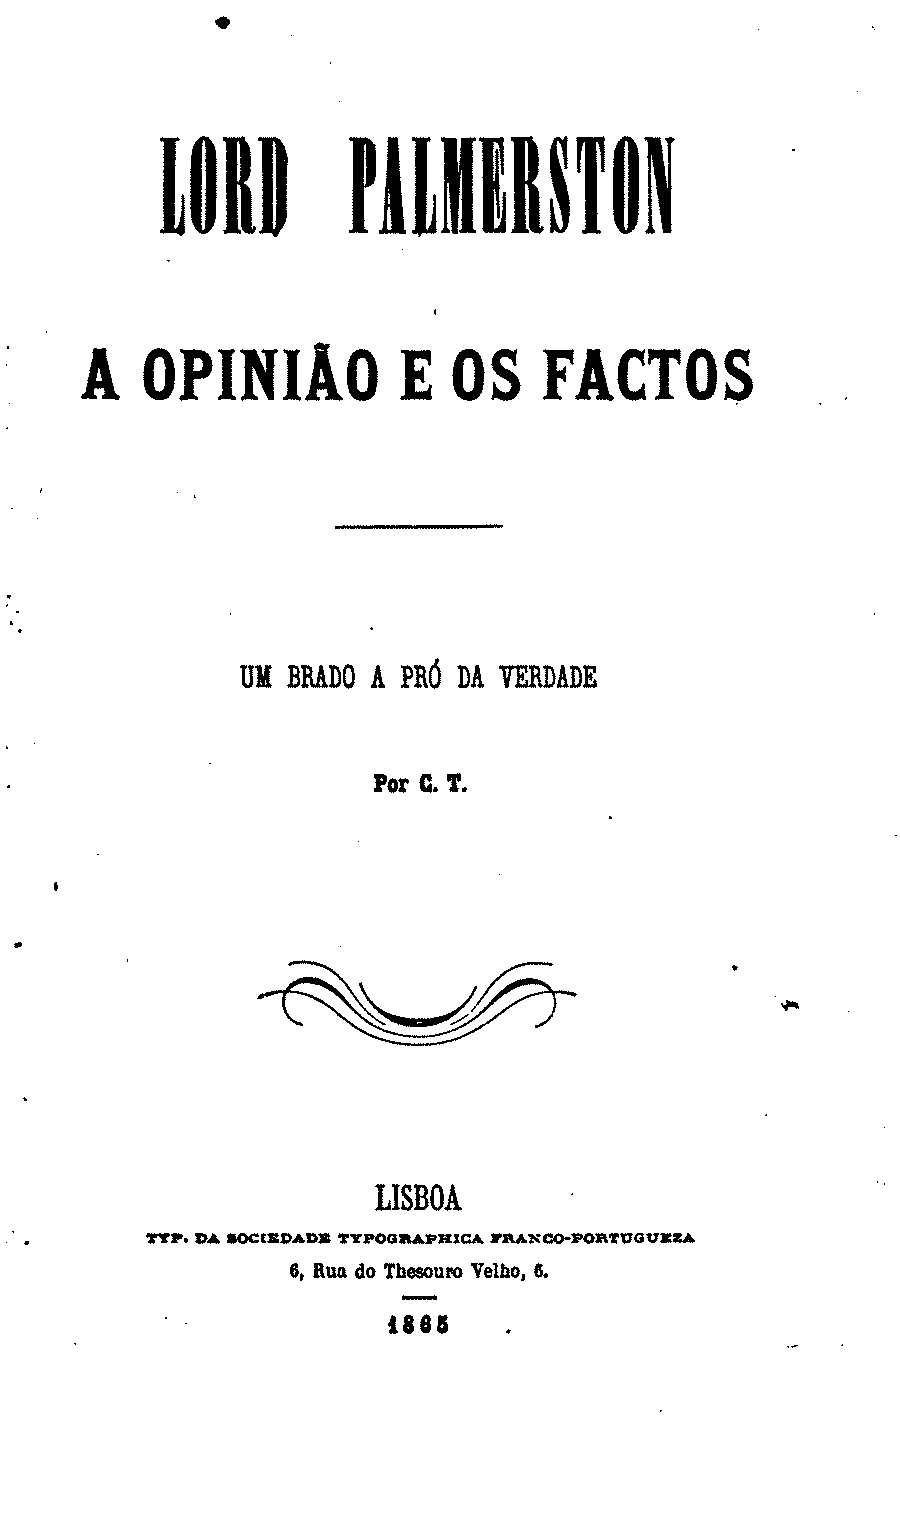 LORD PALMERSTON
A OPINIÃO E OS FACTOS
UM BRADO A PRÓ DA VERDADE
Por C. T.
LISBOA
TYP. DA SOCIEDADE TYPOGRAPHICA FRANCO-PORTUGUEZA
6, Rua do Thesouro Velho, 6.
1865